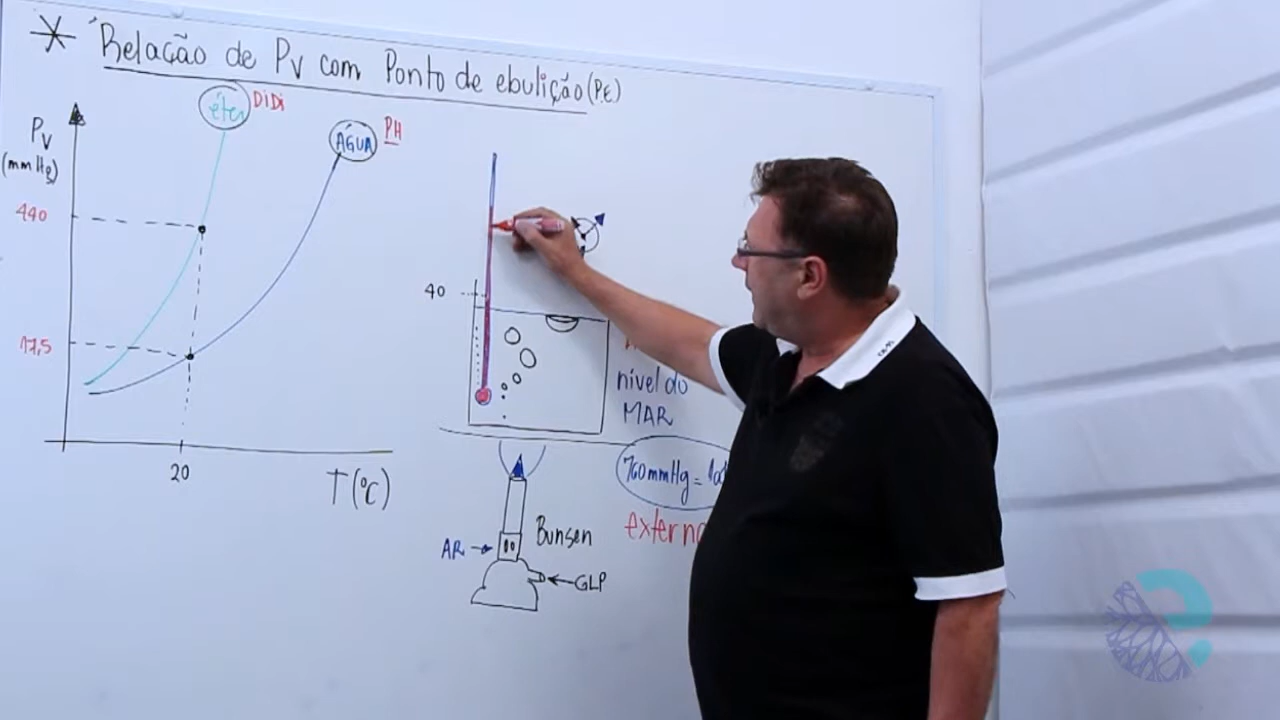 * Relação de Pv com Ponto de ebulição (P.E)
éter DiDi
ÁGUA PH
Pv
(mmHg)
440
17,5
20
T(°C)
40
nível do
MAR
760mmHg =
externa
Bunsen
AR
GLP